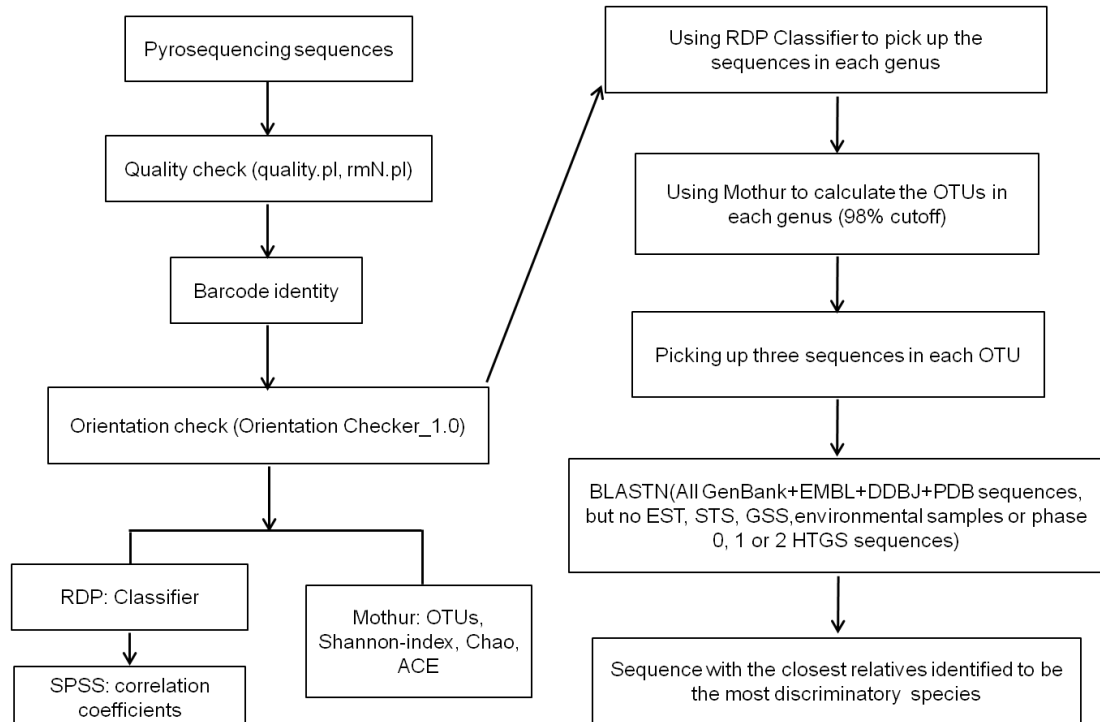 Pyrosequencing sequences
Quality check (quality.pl, rmN.pl)
Barcode identity
Orientation check (Orientation Checker_1.0)
RDP: Classifier
SPSS: correlation
coefficients
Mothur: OTUs,
Shannon-index, Chao,
ACE
Using RDP Classifier to pick up the
sequences in each genus
Using Mothur to calculate the OTUs in
each genus (98% cutoff)
Picking up three sequences in each OTU
BLASTN(All GenBank+EMBL+DDBJ+PDB sequences,
but no EST, STS, GSS,environmental samples or phase
0, 1 or 2 HTGS sequences)
Sequence with the closest relatives identified to be
the most discriminatory species